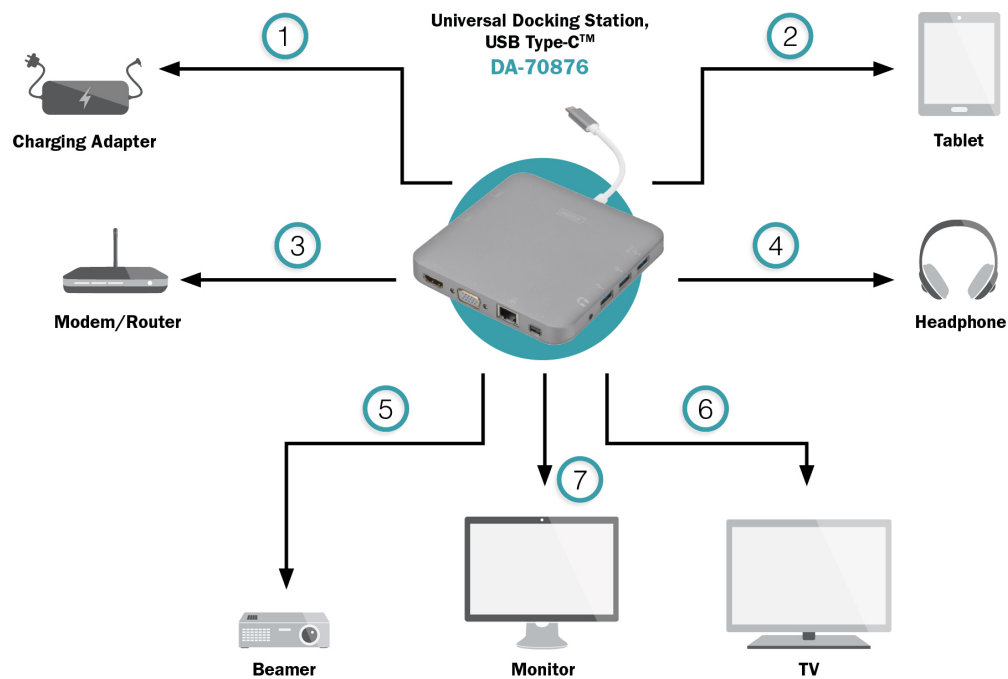 Universal Docking Station,
USB Type-C™
DA-70876
1
2
Charging Adapter
Tablet
3
4
Modem/Router
Headphone
5
6
7
Beamer
Monitor
TV